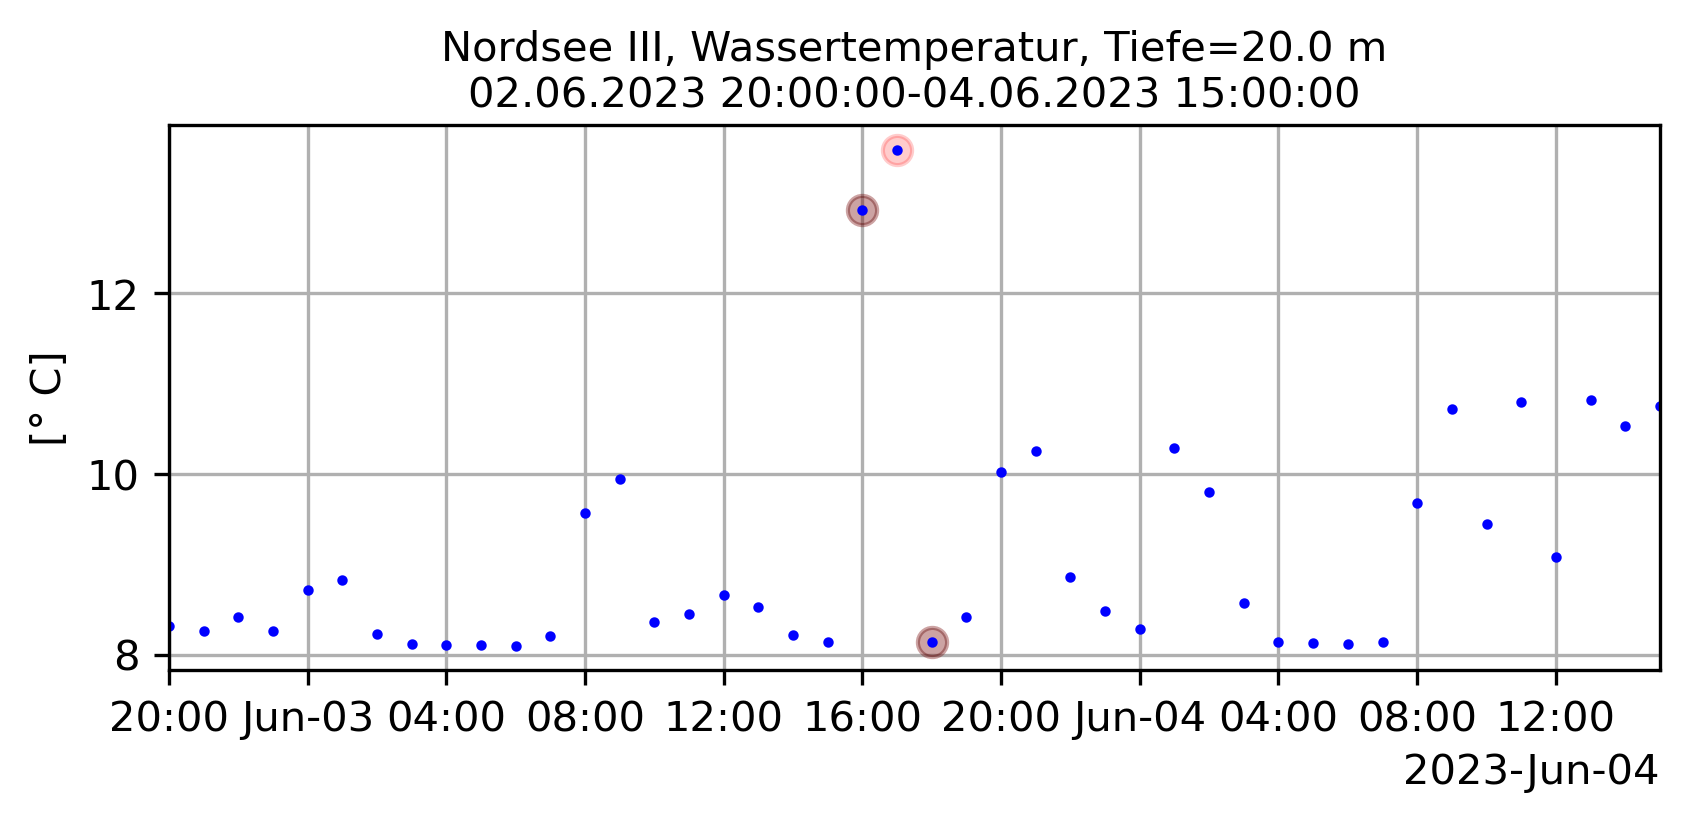 Nordsee III, Wassertemperatur, Tiefe=20.0 m
02.06.2023 20:00:00-04.06.2023 15:00:00
12
10
8
[° C]
20:00 Jun-03 04:00 08:00 12:00 16:00 20:00 Jun-04 04:00 08:00 12:00
2023-Jun-04